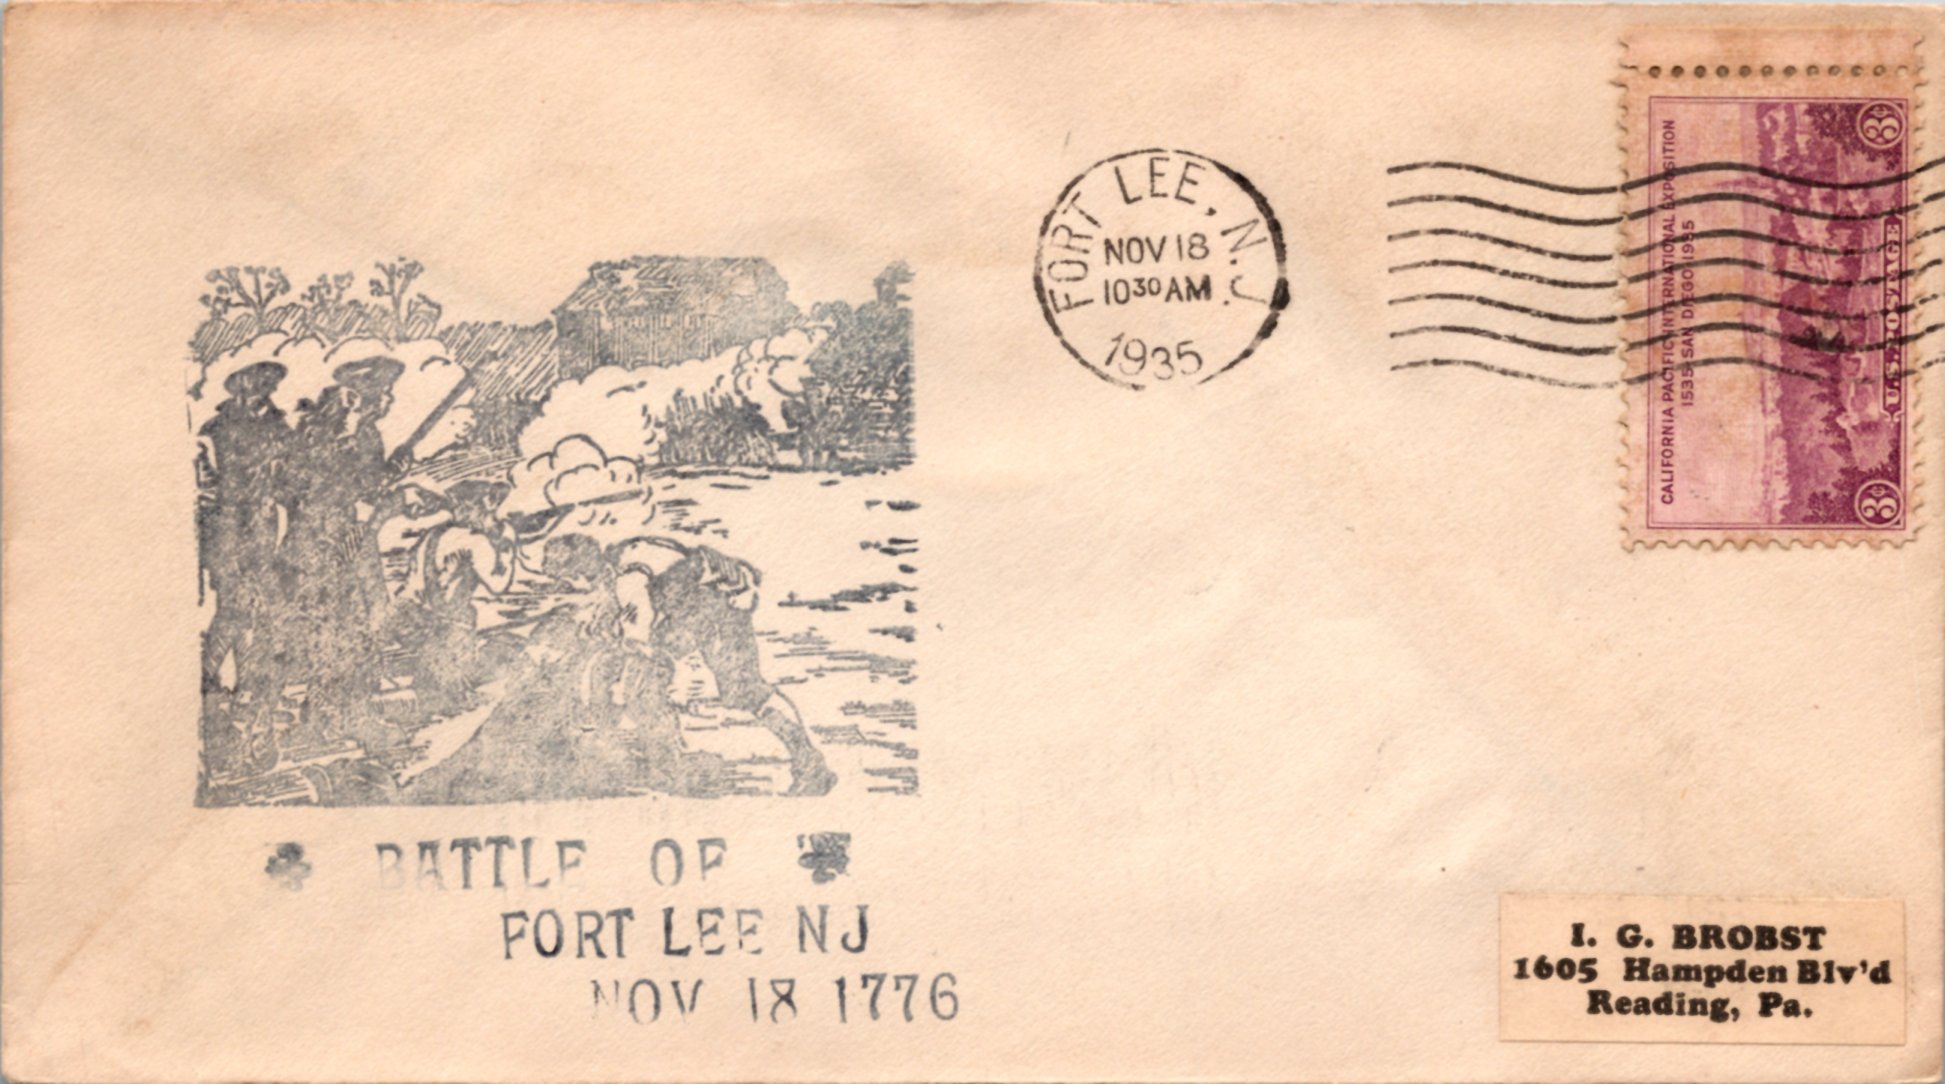 FORT LEE, N.J.
NOV 18
10 30 AM
1935
CALIFORNIA PACIFIC INTERNATIONAL EXPOSITION
1535 SAN DIEGO 1935
3¢
U.S. POSTAGE
3¢
BATTLE OF
FORT LEE NJ
NOV 18 1776
I. G. BROBST
1605 Hampden Blv'd
Reading, Pa.